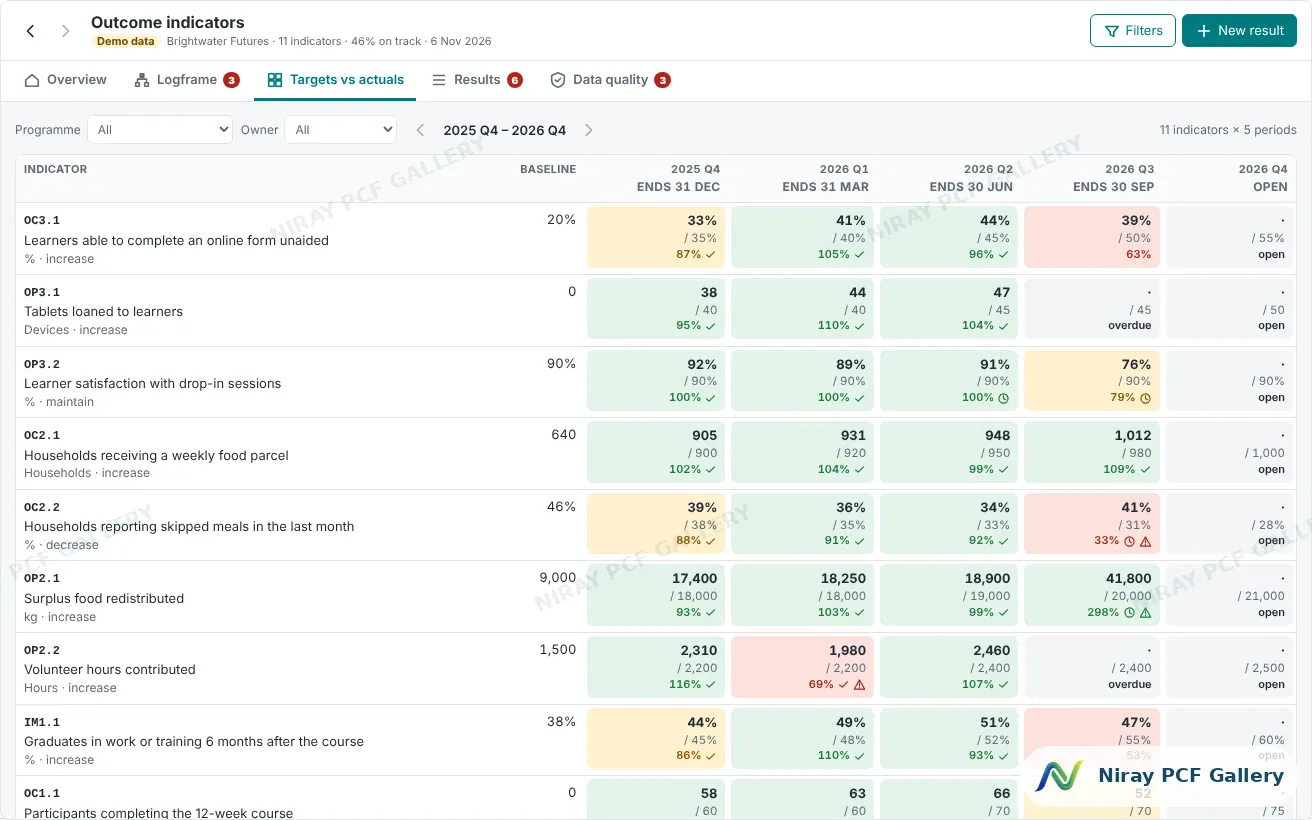 Outcome indicators
Demo data Brightwater Futures · 11 indicators · 46% on track · 6 Nov 2026
Filters
New result
Overview
Logframe 3
Targets vs actuals
Results 6
Data quality 3
Programme All Owner All 2025 Q4 – 2026 Q4 11 indicators × 5 periods
INDICATOR BASELINE 2025 Q4 2026 Q1 2026 Q2 2026 Q3 2026 Q4
ENDS 31 DEC ENDS 31 MAR ENDS 30 JUN ENDS 30 SEP OPEN
OC3.1 20% 33% 41% 44% 39% ·
Learners able to complete an online form unaided / 35% / 40% / 45% / 50% / 55%
% · increase 87% 105% 96% 63% open
OP3.1 0 38 44 47 · ·
Tablets loaned to learners / 40 / 40 / 45 / 45 / 50
Devices · increase 95% 110% 104% overdue open
OP3.2 90% 92% 89% 91% 76% ·
Learner satisfaction with drop-in sessions / 90% / 90% / 90% / 90% / 90%
% · maintain 100% 100% 100% 79% open
OC2.1 640 905 931 948 1,012 ·
Households receiving a weekly food parcel / 900 / 920 / 950 / 980 / 1,000
Households · increase 102% 104% 99% 109% open
OC2.2 46% 39% 36% 34% 41% ·
Households reporting skipped meals in the last month / 38% / 35% / 33% / 31% / 28%
% · decrease 88% 91% 92% 33% open
OP2.1 9,000 17,400 18,250 18,900 41,800 ·
Surplus food redistributed / 18,000 / 18,000 / 19,000 / 20,000 / 21,000
kg · increase 93% 103% 99% 298% open
OP2.2 1,500 2,310 1,980 2,460 · ·
Volunteer hours contributed / 2,200 / 2,200 / 2,400 / 2,400 / 2,500
Hours · increase 116% 69% 107% overdue open
IM1.1 38% 44% 49% 51% 47% ·
Graduates in work or training 6 months after the course / 45% / 48% / 52% / 55% / 60%
% · increase 86% 110% 93% 53% open
OC1.1 0 58 63 66 52
Participants completing the 12-week course / 60 / 60 / 70 / 70 / 75
Niray PCF Gallery
NIRAY PCF GALLERY
NIRAY PCF GALLERY
PCF GALLERY
NIRAY PCF GALLERY
NIRAY PCF GALLERY